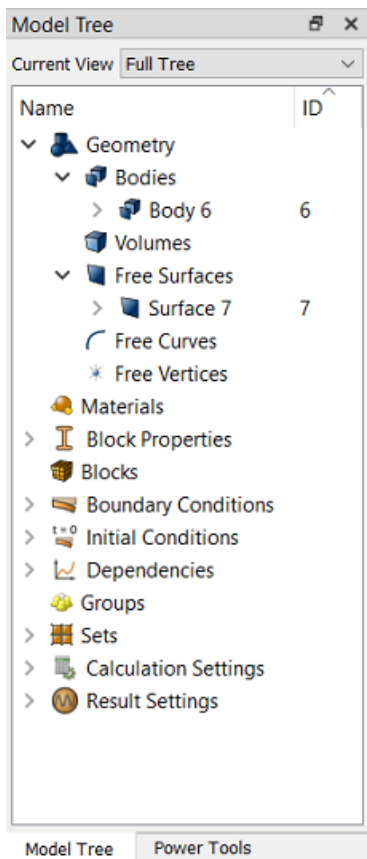 Model Tree
Current View Full Tree
Name ID
Geometry
Bodies
Body 6 6
Volumes
Free Surfaces
Surface 7 7
Free Curves
Free Vertices
Materials
Block Properties
Blocks
Boundary Conditions
t=0
Initial Conditions
Dependencies
Groups
Sets
Calculation Settings
Result Settings
Model Tree Power Tools